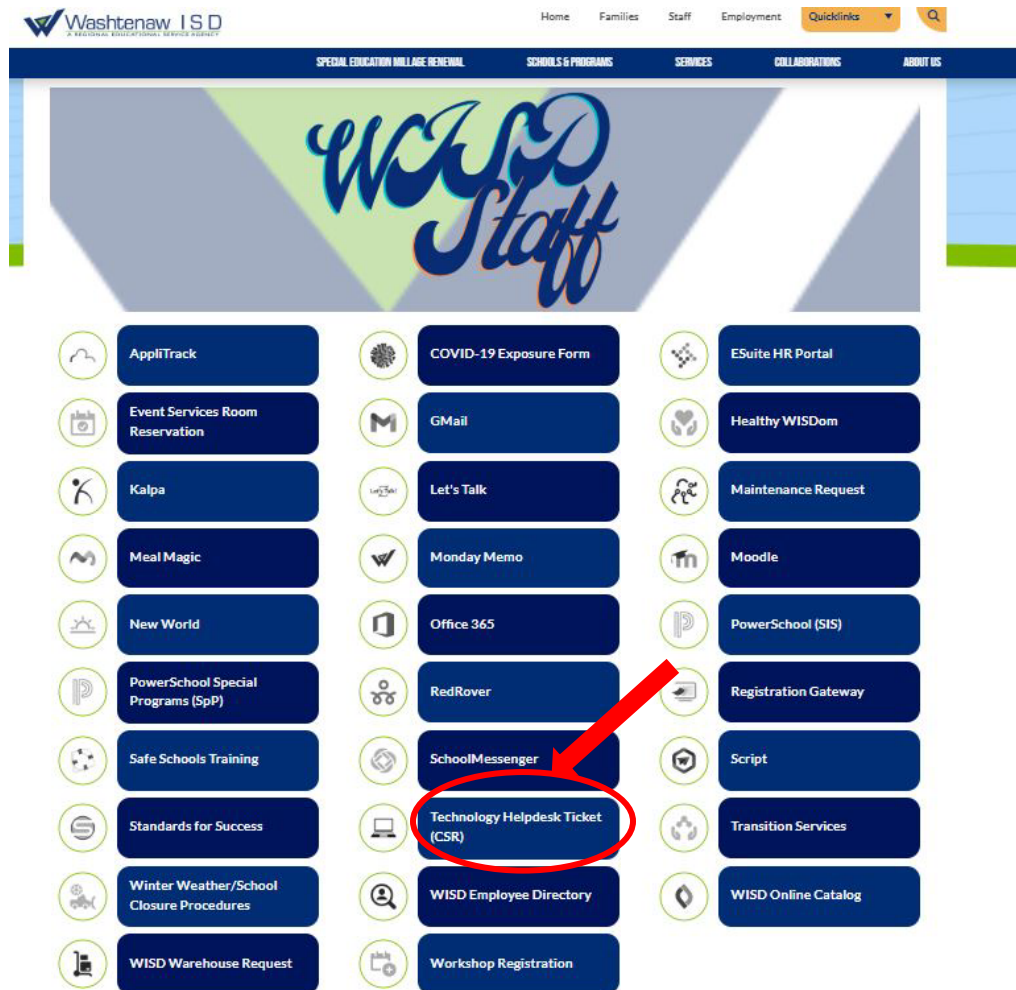 Washtenaw ISD
A REGIONAL EDUCATIONAL SERVICE AGENCY
Home Families Staff Employment Quicklinks
SPECIAL EDUCATION MILLAGE RENEWAL SCHOOLS & PROGRAMS SERVICES COLLABORATIONS ABOUT US
WISD
Staff
AppliTrack
COVID-19 Exposure Form
ESuite HR Portal
Event Services Room
Reservation
GMail
Healthy WISDom
Kalpa
Let's Talk!
Let's Talk
Maintenance Request
Meal Magic
Monday Memo
Moodle
New World
Office 365
PowerSchool (SIS)
PowerSchool Special
Programs (SpP)
RedRover
Registration Gateway
Safe Schools Training
SchoolMessenger
Script
Standards for Success
Technology Helpdesk Ticket
(CSR)
Transition Services
Winter Weather/School
Closure Procedures
WISD Employee Directory
WISD Online Catalog
WISD Warehouse Request
Workshop Registration